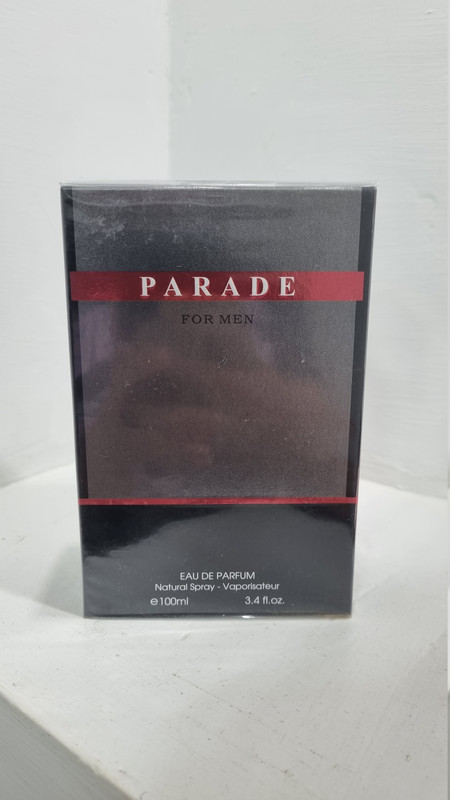 PARADE
FOR MEN
EAU DE PARFUM
Natural Spray - Vaporisateur
℮100ml 3.4 fl.oz.